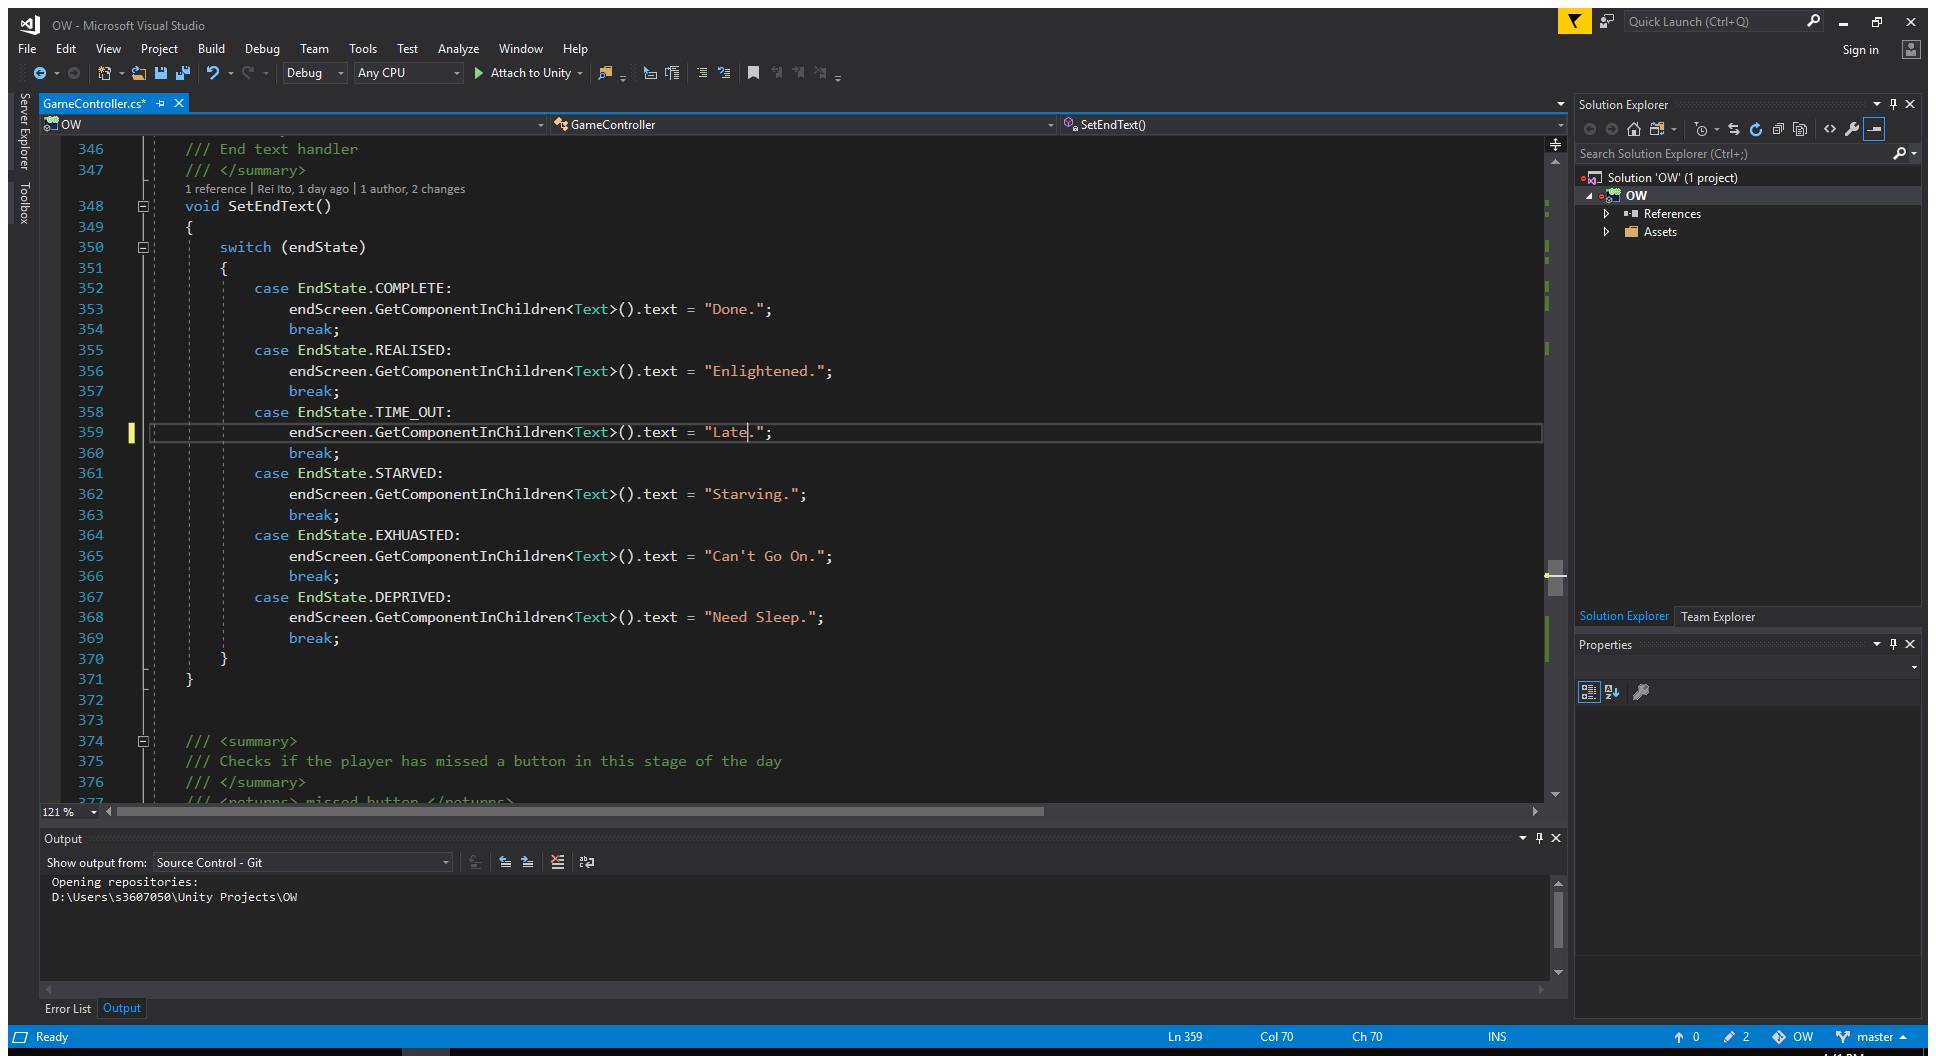 OW - Microsoft Visual Studio
Quick Launch (Ctrl+Q)
File Edit View Project Build Debug Team Tools Test Analyze Window Help
Sign in
Debug Any CPU Attach to Unity
Server Explorer
Toolbox
GameController.cs*
OW GameController SetEndText()
346 /// End text handler
347 /// </summary>
1 reference | Rei Ito, 1 day ago | 1 author, 2 changes
348 void SetEndText()
349 {
350 switch (endState)
351 {
352 case EndState.COMPLETE:
353 endScreen.GetComponentInChildren<Text>().text = "Done.";
354 break;
355 case EndState.REALISED:
356 endScreen.GetComponentInChildren<Text>().text = "Enlightened.";
357 break;
358 case EndState.TIME_OUT:
359 endScreen.GetComponentInChildren<Text>().text = "Late.";
360 break;
361 case EndState.STARVED:
362 endScreen.GetComponentInChildren<Text>().text = "Starving.";
363 break;
364 case EndState.EXHUASTED:
365 endScreen.GetComponentInChildren<Text>().text = "Can't Go On.";
366 break;
367 case EndState.DEPRIVED:
368 endScreen.GetComponentInChildren<Text>().text = "Need Sleep.";
369 break;
370 }
371 }
372
373
374 /// <summary>
375 /// Checks if the player has missed a button in this stage of the day
376 /// </summary>
377 /// <returns> missed button </returns>
121 %
Output
Show output from: Source Control - Git
Opening repositories:
D:\Users\s3607050\Unity Projects\OW
Error List Output
Solution Explorer
Search Solution Explorer (Ctrl+;)
Solution 'OW' (1 project)
OW
References
Assets
Solution Explorer Team Explorer
Properties
Ready Ln 359 Col 70 Ch 70 INS 0 2 OW master